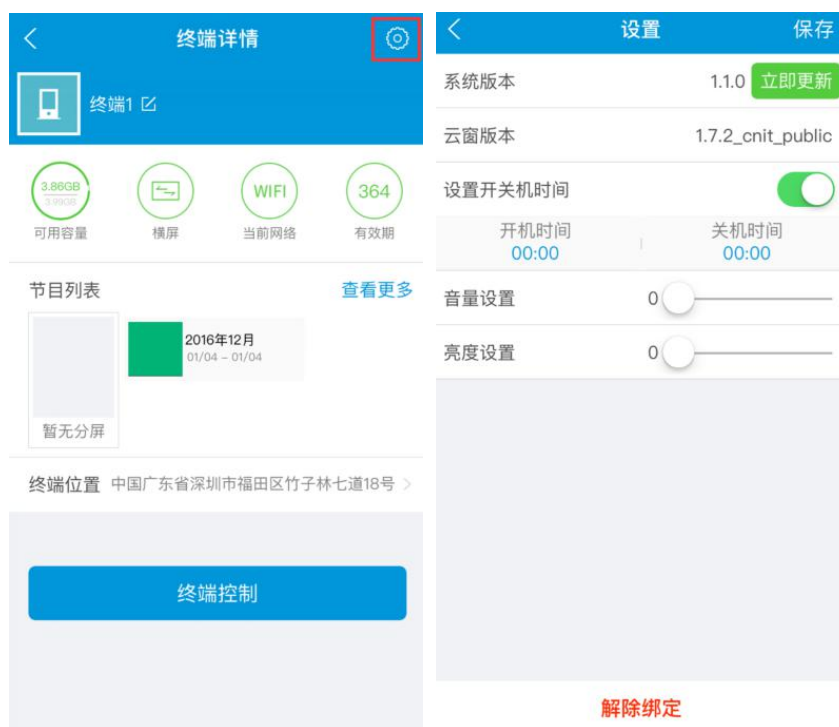 终端详情
终端1
3.86GB
3.99GB
WIFI
364
可用容量
横屏
当前网络
有效期
节目列表
查看更多
2016年12月
01/04 – 01/04
暂无分屏
终端位置 中国广东省深圳市福田区竹子林七道18号
终端控制
设置
保存
系统版本
1.1.0
立即更新
云窗版本
1.7.2_cnit_public
设置开关机时间
开机时间
关机时间
00:00
00:00
音量设置
0
亮度设置
0
解除绑定